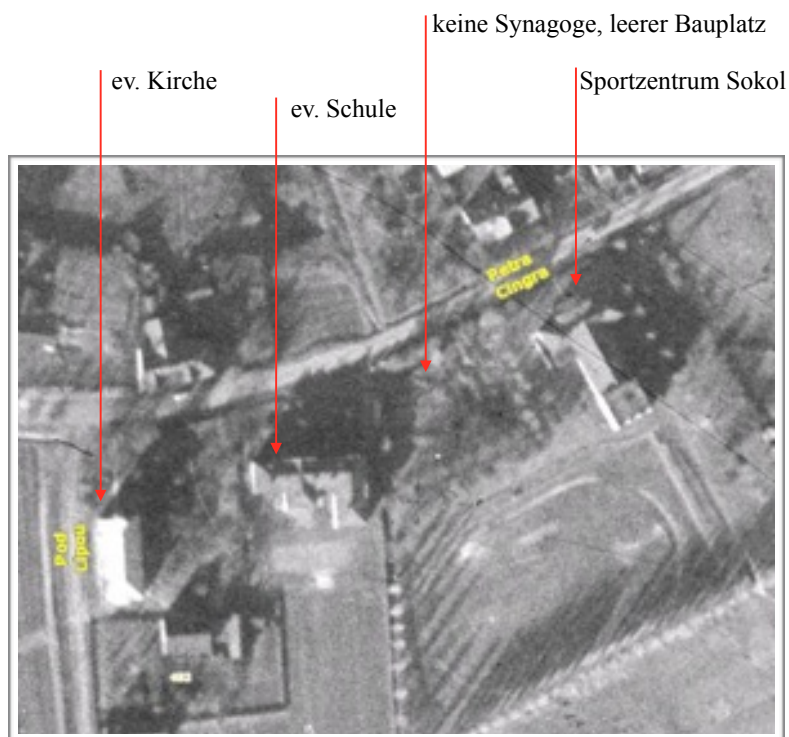 keine Synagoge, leerer Bauplatz
ev. Kirche
Sportzentrum Sokol
ev. Schule
Petra
Cingra
Pod
Lipou